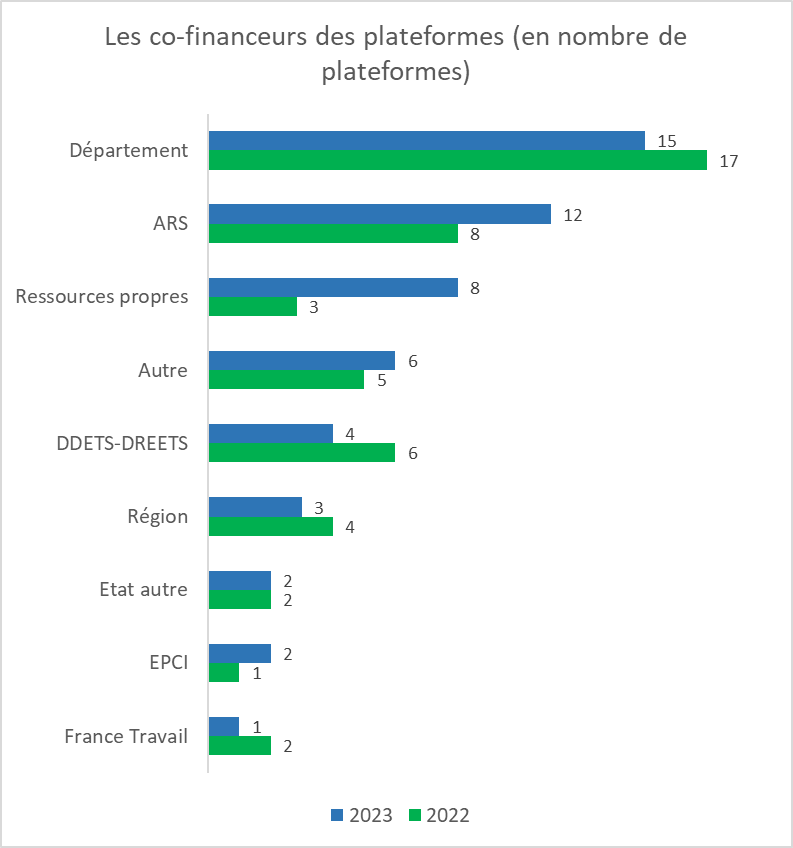 Les co-financeurs des plateformes (en nombre de
plateformes)
Département
15
17
ARS
12
8
Ressources propres
8
3
Autre
6
5
DDETS-DREETS
4
6
Région
3
4
Etat autre
2
2
EPCI
2
1
France Travail
1
2
2023 2022